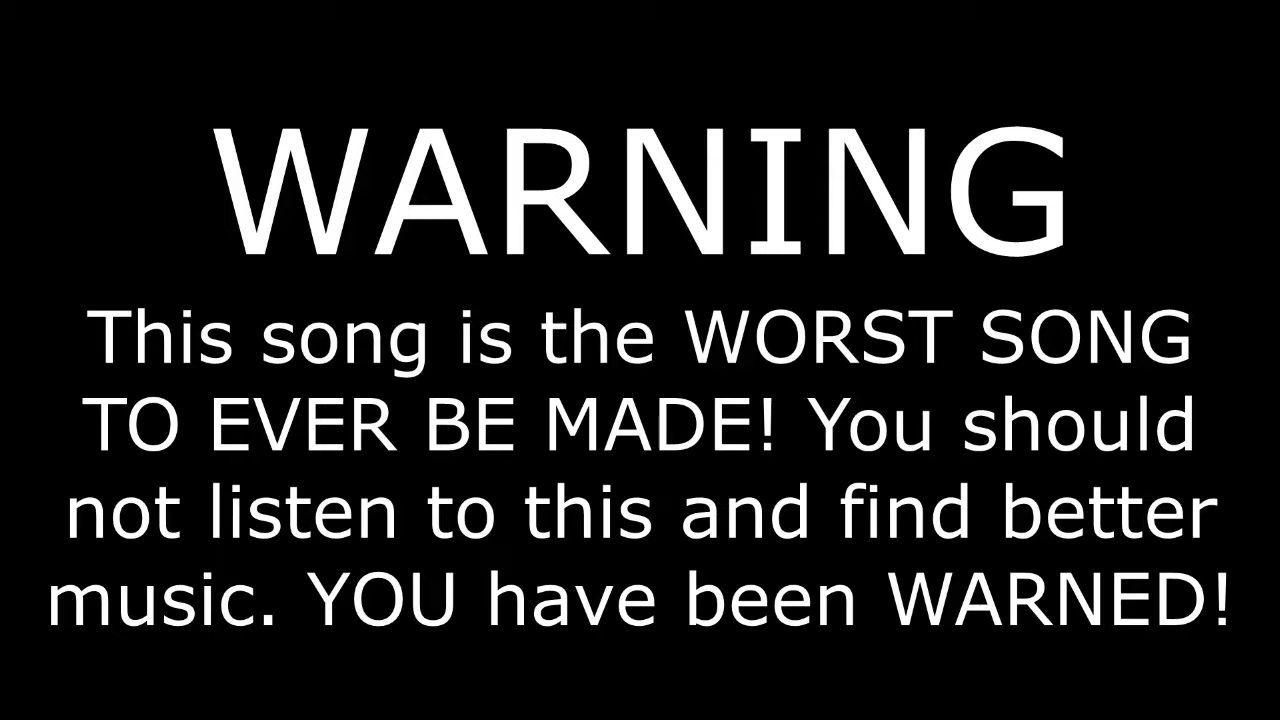 WARNING
This song is the WORST SONG
TO EVER BE MADE! You should
not listen to this and find better
music. YOU have been WARNED!